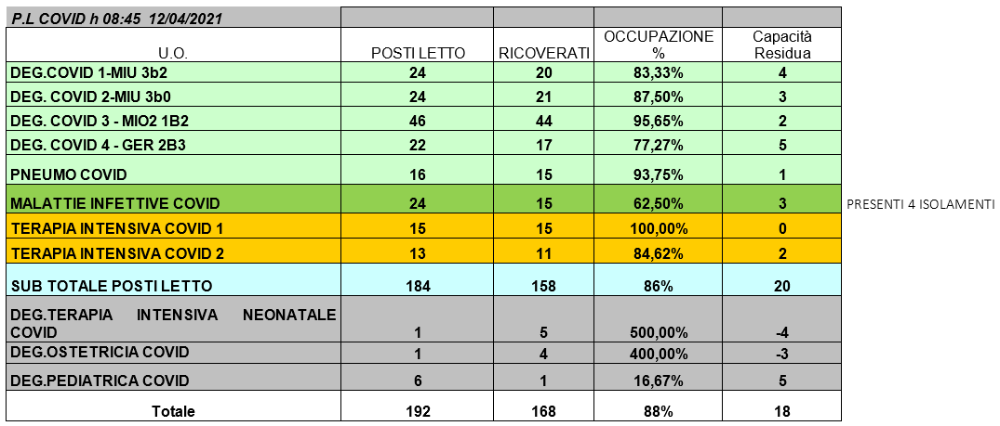 P.L COVID h 08:45 12/04/2021
U.O. POSTI LETTO RICOVERATI OCCUPAZIONE % Capacità Residua
DEG.COVID 1-MIU 3b2 24 20 83,33% 4
DEG. COVID 2-MIU 3b0 24 21 87,50% 3
DEG. COVID 3 - MIO2 1B2 46 44 95,65% 2
DEG. COVID 4 - GER 2B3 22 17 77,27% 5
PNEUMO COVID 16 15 93,75% 1
MALATTIE INFETTIVE COVID 24 15 62,50% 3 PRESENTI 4 ISOLAMENTI
TERAPIA INTENSIVA COVID 1 15 15 100,00% 0
TERAPIA INTENSIVA COVID 2 13 11 84,62% 2
SUB TOTALE POSTI LETTO 184 158 86% 20
DEG.TERAPIA INTENSIVA NEONATALE
COVID 1 5 500,00% -4
DEG.OSTETRICIA COVID 1 4 400,00% -3
DEG.PEDIATRICA COVID 6 1 16,67% 5
Totale 192 168 88% 18